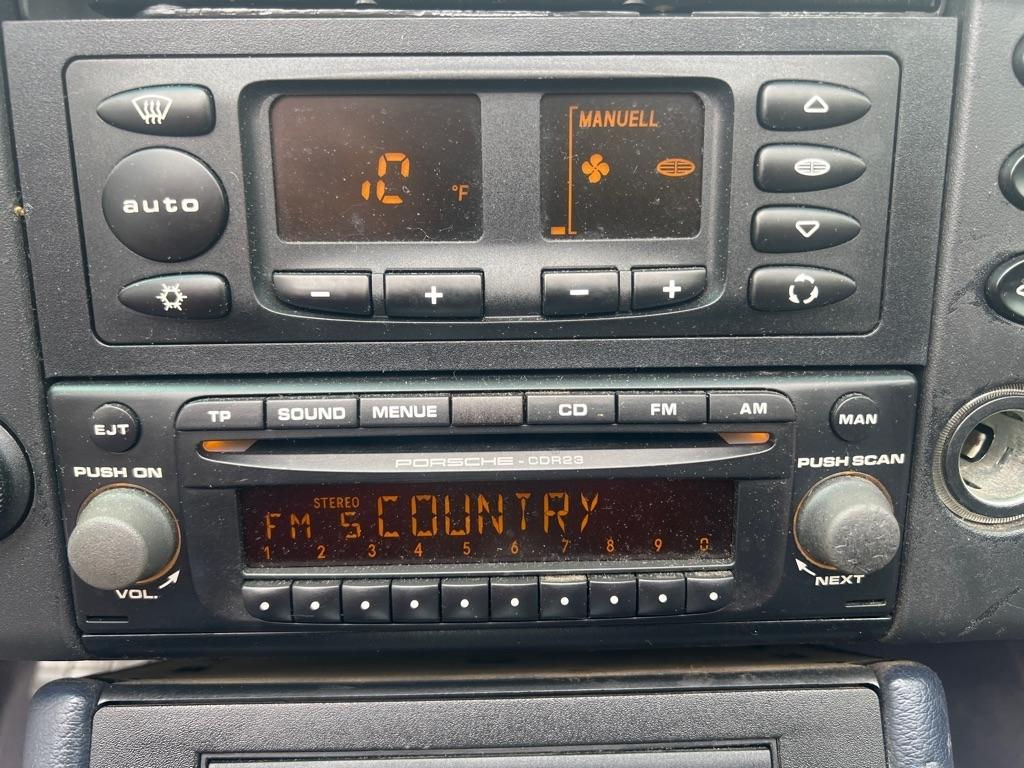 MANUELL
auto
°F
− + − +
TP SOUND MENUE CD FM AM
EJT MAN
PORSCHE - CDR23
PUSH ON PUSH SCAN
STEREO
FM 5 COUNTRY
1 2 3 4 5 6 7 8 9 0
VOL. NEXT